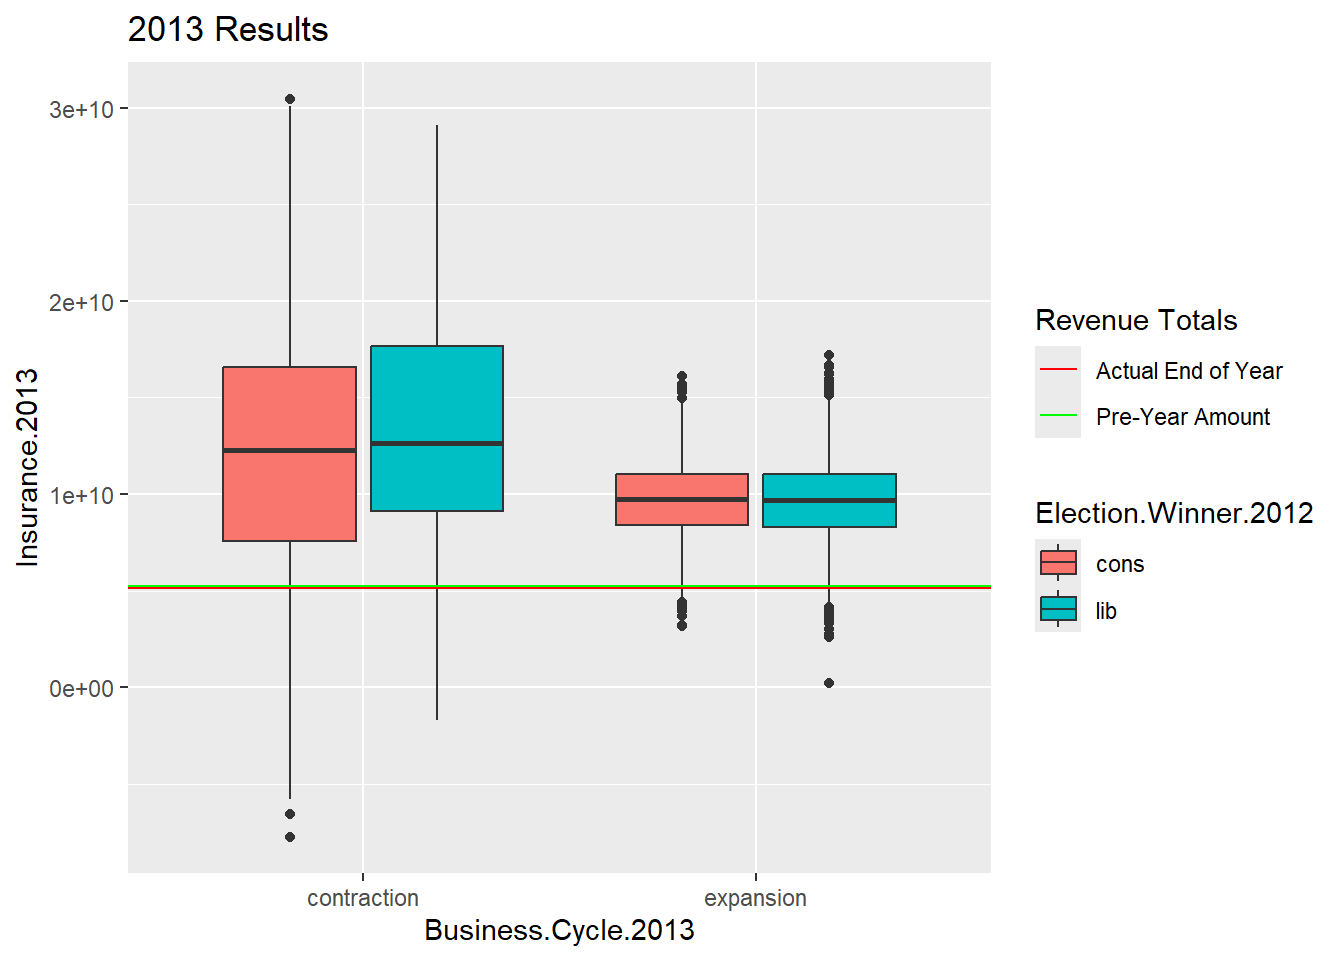 2013 Results
Insurance.2013
3e+10
2e+10
1e+10
0e+00
contraction
expansion
Business.Cycle.2013
Revenue Totals
Actual End of Year
Pre-Year Amount
Election.Winner.2012
cons
lib